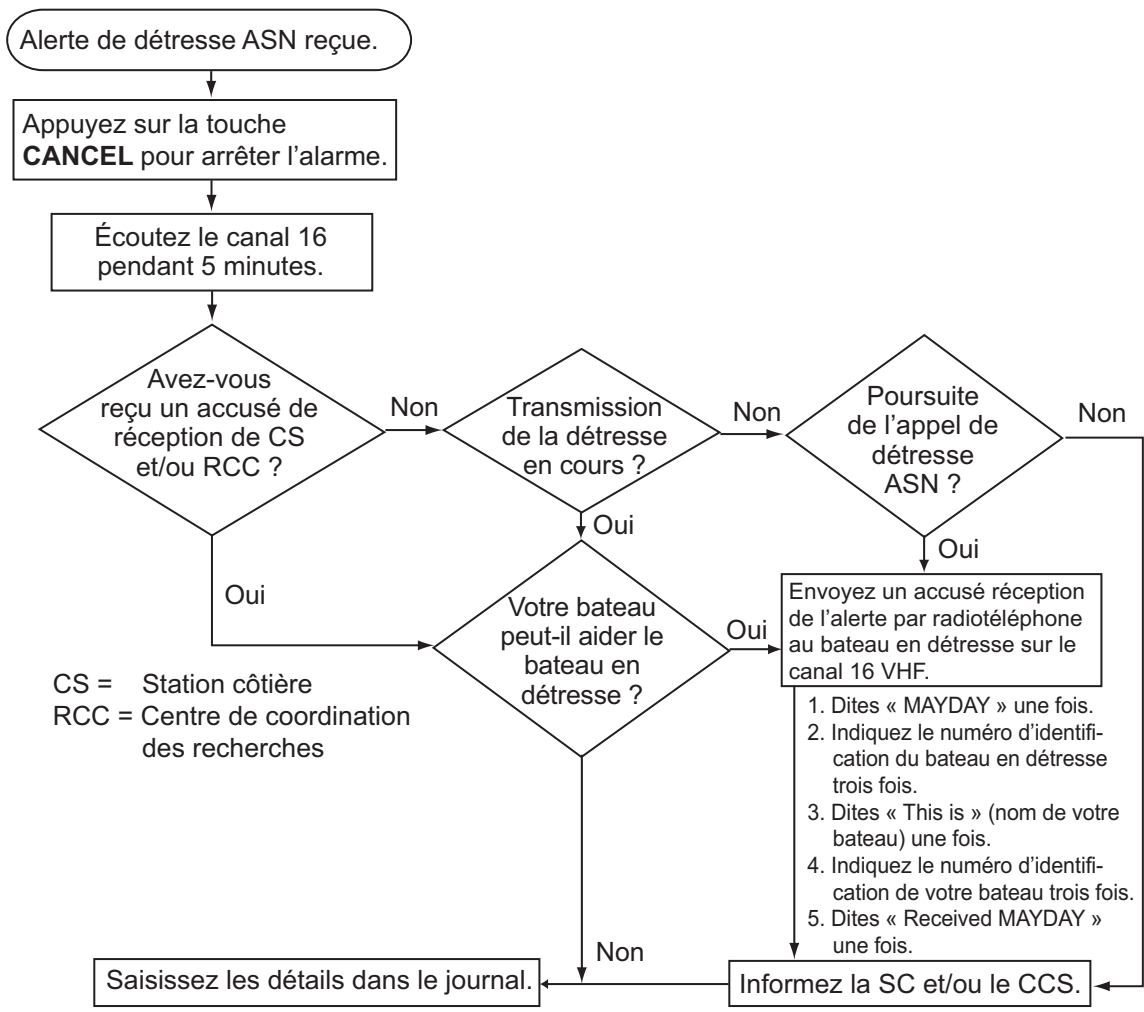 Alerte de détresse ASN reçue.
Appuyez sur la touche
CANCEL pour arrêter l’alarme.
Écoutez le canal 16
pendant 5 minutes.
Avez-vous
reçu un accusé de
réception de CS
et/ou RCC ?
Non
Transmission
de la détresse
en cours ?
Non
Poursuite
de l’appel de
détresse
ASN ?
Non
Oui
Oui
Oui
Votre bateau
peut-il aider le
bateau en
détresse ?
Oui
Envoyez un accusé réception
de l’alerte par radiotéléphone
au bateau en détresse sur le
canal 16 VHF.
CS = Station côtière
RCC = Centre de coordination
des recherches
1. Dites « MAYDAY » une fois.
2. Indiquez le numéro d’identifi-
cation du bateau en détresse
trois fois.
3. Dites « This is » (nom de votre
bateau) une fois.
4. Indiquez le numéro d’identifi-
cation de votre bateau trois fois.
5. Dites « Received MAYDAY »
une fois.
Non
Saisissez les détails dans le journal.
Informez la SC et/ou le CCS.